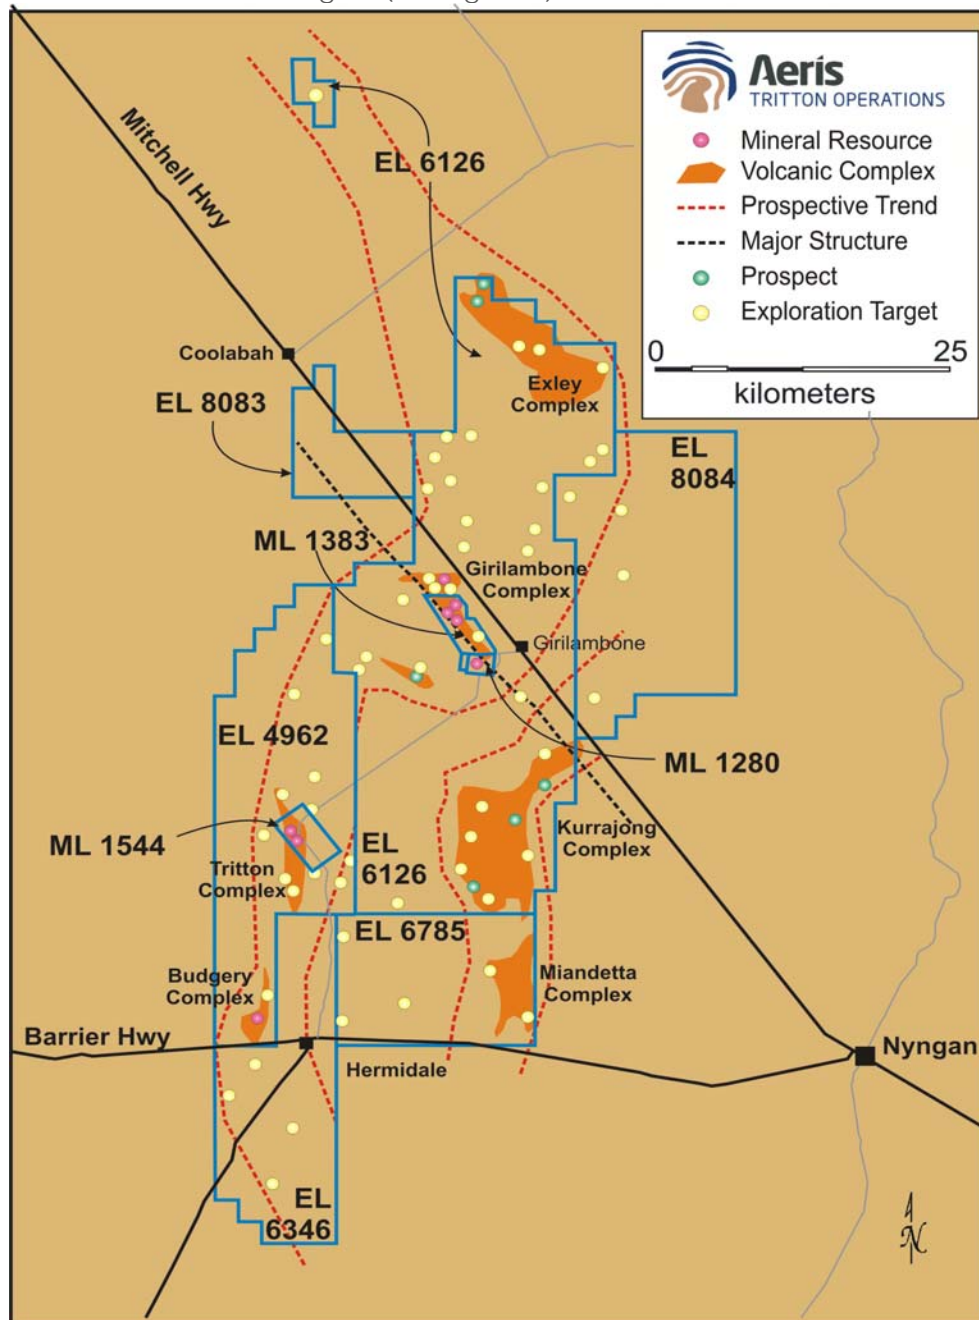 Aeris
TRITTON OPERATIONS
Mineral Resource
Volcanic Complex
Prospective Trend
Major Structure
Prospect
Exploration Target
0 25
kilometers
Mitchell Hwy
EL 6126
Coolabah
EL 8083
Exley
Complex
EL
8084
ML 1383
Girilambone
Complex
Girilambone
EL 4962
ML 1280
ML 1544
Tritton
Complex
EL
6126
Kurrajong
Complex
EL 6785
Budgery
Complex
Miandetta
Complex
Barrier Hwy
Hermidale
Nyngan
EL
6346
N